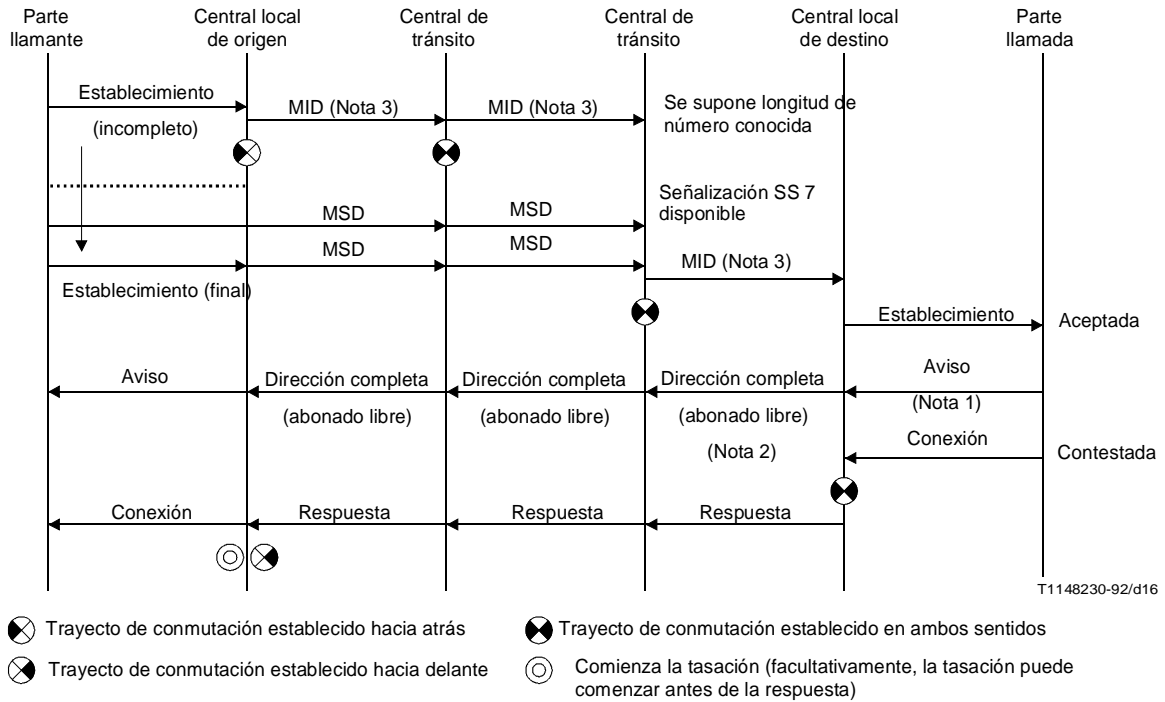 Parte
llamante
Central local
de origen
Central de
tránsito
Central de
tránsito
Central local
de destino
Parte
llamada
Establecimiento
(incompleto)
MID (Nota 3)
MID (Nota 3)
Se supone longitud de
número conocida
Señalización SS 7
disponible
MSD
MSD
MSD
MSD
MID (Nota 3)
Establecimiento (final)
Establecimiento
Aceptada
Aviso
Dirección completa
(abonado libre)
Dirección completa
(abonado libre)
Dirección completa
(abonado libre)
(Nota 2)
Aviso
(Nota 1)
Conexión
Contestada
Conexión
Respuesta
Respuesta
Respuesta
T1148230-92/d16
Trayecto de conmutación establecido hacia atrás
Trayecto de conmutación establecido en ambos sentidos
Trayecto de conmutación establecido hacia delante
Comienza la tasación (facultativamente, la tasación puede
comenzar antes de la respuesta)